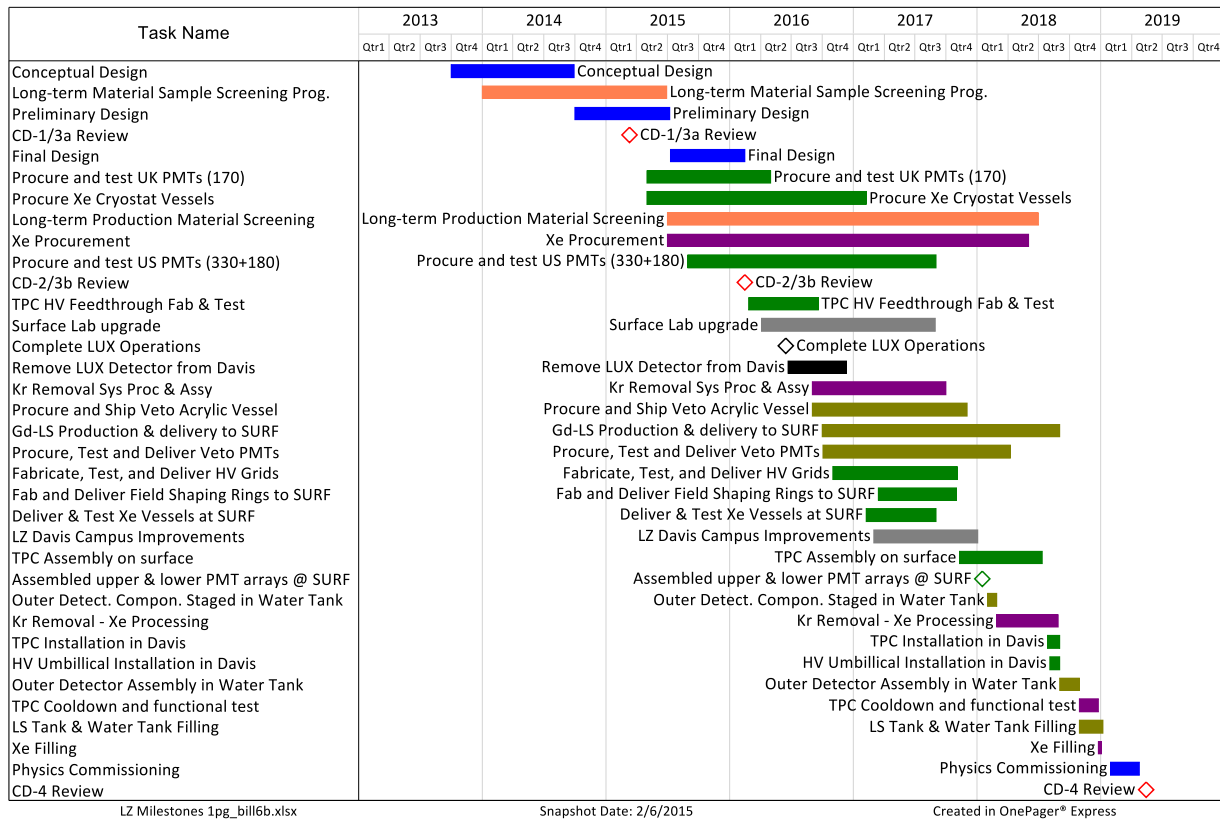 Task Name 2013 2014 2015 2016 2017 2018 2019
Qtr1 Qtr2 Qtr3 Qtr4 Qtr1 Qtr2 Qtr3 Qtr4 Qtr1 Qtr2 Qtr3 Qtr4 Qtr1 Qtr2 Qtr3 Qtr4 Qtr1 Qtr2 Qtr3 Qtr4 Qtr1 Qtr2 Qtr3 Qtr4 Qtr1 Qtr2 Qtr3 Qtr4
Conceptual Design Conceptual Design
Long-term Material Sample Screening Prog. Long-term Material Sample Screening Prog.
Preliminary Design Preliminary Design
CD-1/3a Review CD-1/3a Review
Final Design Final Design
Procure and test UK PMTs (170) Procure and test UK PMTs (170)
Procure Xe Cryostat Vessels Procure Xe Cryostat Vessels
Long-term Production Material Screening Long-term Production Material Screening
Xe Procurement Xe Procurement
Procure and test US PMTs (330+180) Procure and test US PMTs (330+180)
CD-2/3b Review CD-2/3b Review
TPC HV Feedthrough Fab & Test TPC HV Feedthrough Fab & Test
Surface Lab upgrade Surface Lab upgrade
Complete LUX Operations Complete LUX Operations
Remove LUX Detector from Davis Remove LUX Detector from Davis
Kr Removal Sys Proc & Assy Kr Removal Sys Proc & Assy
Procure and Ship Veto Acrylic Vessel Procure and Ship Veto Acrylic Vessel
Gd-LS Production & delivery to SURF Gd-LS Production & delivery to SURF
Procure, Test and Deliver Veto PMTs Procure, Test and Deliver Veto PMTs
Fabricate, Test, and Deliver HV Grids Fabricate, Test, and Deliver HV Grids
Fab and Deliver Field Shaping Rings to SURF Fab and Deliver Field Shaping Rings to SURF
Deliver & Test Xe Vessels at SURF Deliver & Test Xe Vessels at SURF
LZ Davis Campus Improvements LZ Davis Campus Improvements
TPC Assembly on surface TPC Assembly on surface
Assembled upper & lower PMT arrays @ SURF Assembled upper & lower PMT arrays @ SURF
Outer Detect. Compon. Staged in Water Tank Outer Detect. Compon. Staged in Water Tank
Kr Removal - Xe Processing Kr Removal - Xe Processing
TPC Installation in Davis TPC Installation in Davis
HV Umbillical Installation in Davis HV Umbillical Installation in Davis
Outer Detector Assembly in Water Tank Outer Detector Assembly in Water Tank
TPC Cooldown and functional test TPC Cooldown and functional test
LS Tank & Water Tank Filling LS Tank & Water Tank Filling
Xe Filling Xe Filling
Physics Commissioning Physics Commissioning
CD-4 Review CD-4 Review
LZ Milestones 1pg_bill6b.xlsx Snapshot Date: 2/6/2015 Created in OnePager® Express